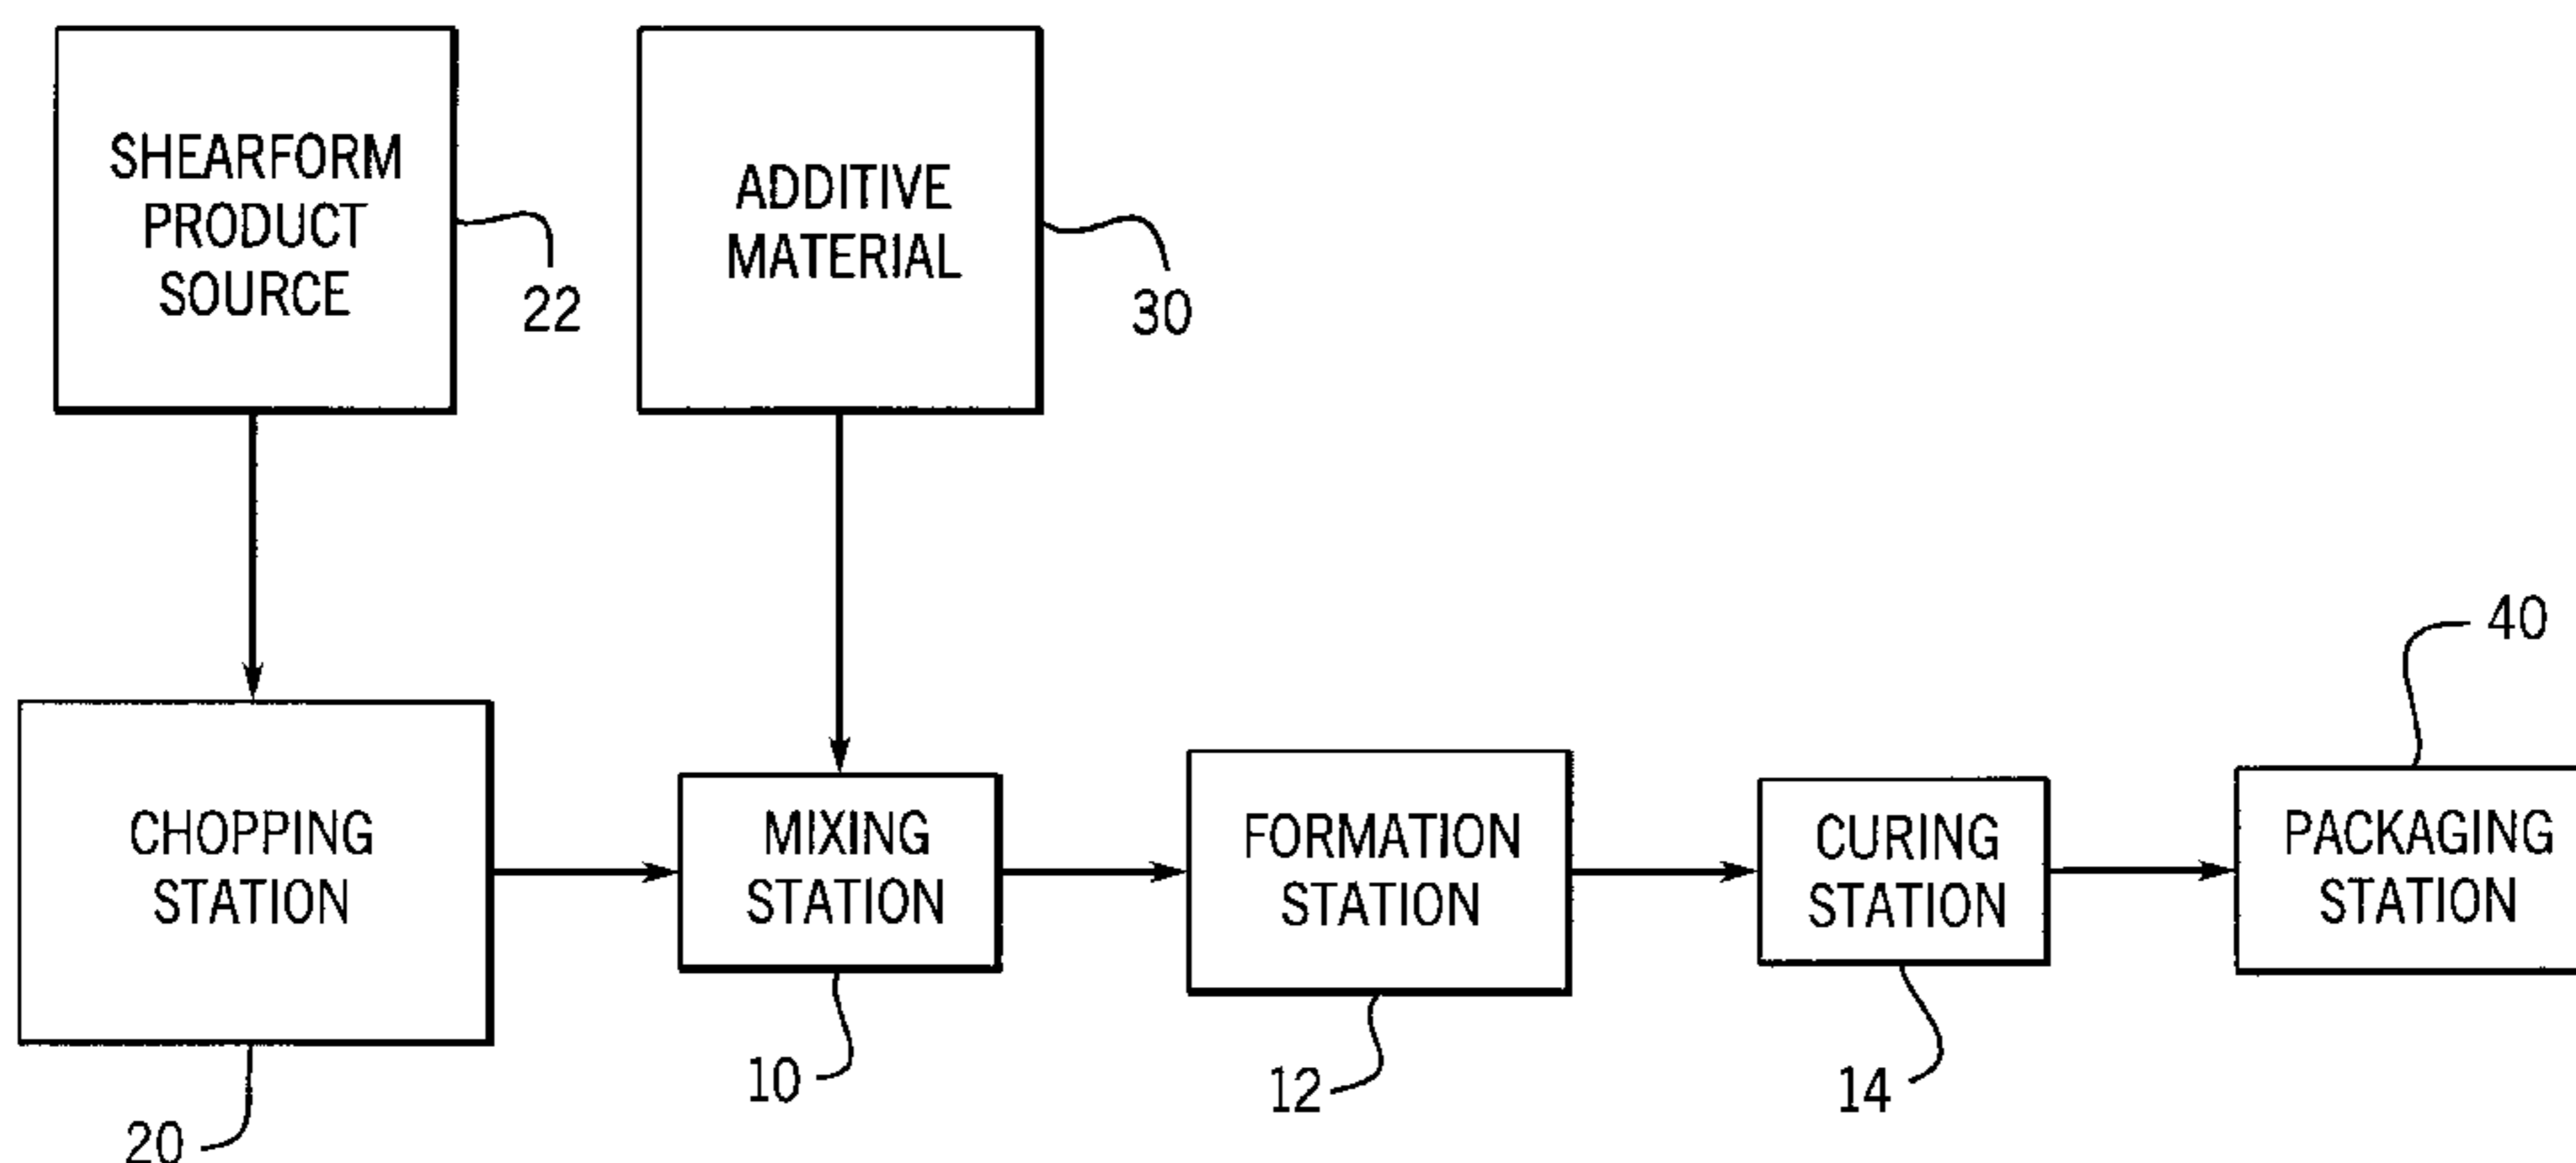 SHEARFORM
PRODUCT
SOURCE
22
ADDITIVE
MATERIAL
30
CHOPPING
STATION
20
MIXING
STATION
10
FORMATION
STATION
12
CURING
STATION
14
PACKAGING
STATION
40